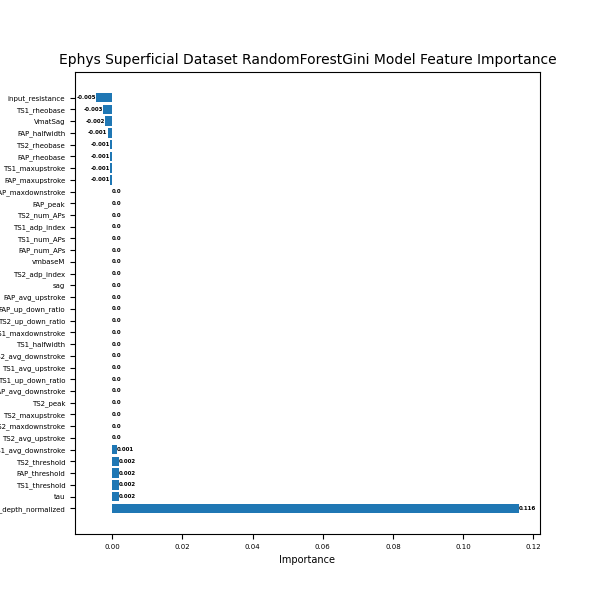 Ephys Superficial Dataset RandomForestGini Model Feature Importance
input_resistance -0.005
TS1_rheobase -0.003
VmatSag -0.002
FAP_halfwidth -0.001
TS2_rheobase -0.001
FAP_rheobase -0.001
TS1_maxupstroke -0.001
FAP_maxupstroke -0.001
AP_maxdownstroke 0.0
FAP_peak 0.0
TS2_num_APs 0.0
TS1_adp_index 0.0
TS1_num_APs 0.0
FAP_num_APs 0.0
vmbaseM 0.0
TS2_adp_index 0.0
sag 0.0
FAP_avg_upstroke 0.0
FAP_up_down_ratio 0.0
TS2_up_down_ratio 0.0
S1_maxdownstroke 0.0
TS1_halfwidth 0.0
2_avg_downstroke 0.0
TS1_avg_upstroke 0.0
TS1_up_down_ratio 0.0
AP_avg_downstroke 0.0
TS2_peak 0.0
TS2_maxupstroke 0.0
S2_maxdownstroke 0.0
TS2_avg_upstroke 0.0
1_avg_downstroke 0.001
TS2_threshold 0.002
FAP_threshold 0.002
TS1_threshold 0.002
tau 0.002
_depth_normalized 0.116
0.00 0.02 0.04 0.06 0.08 0.10 0.12
Importance